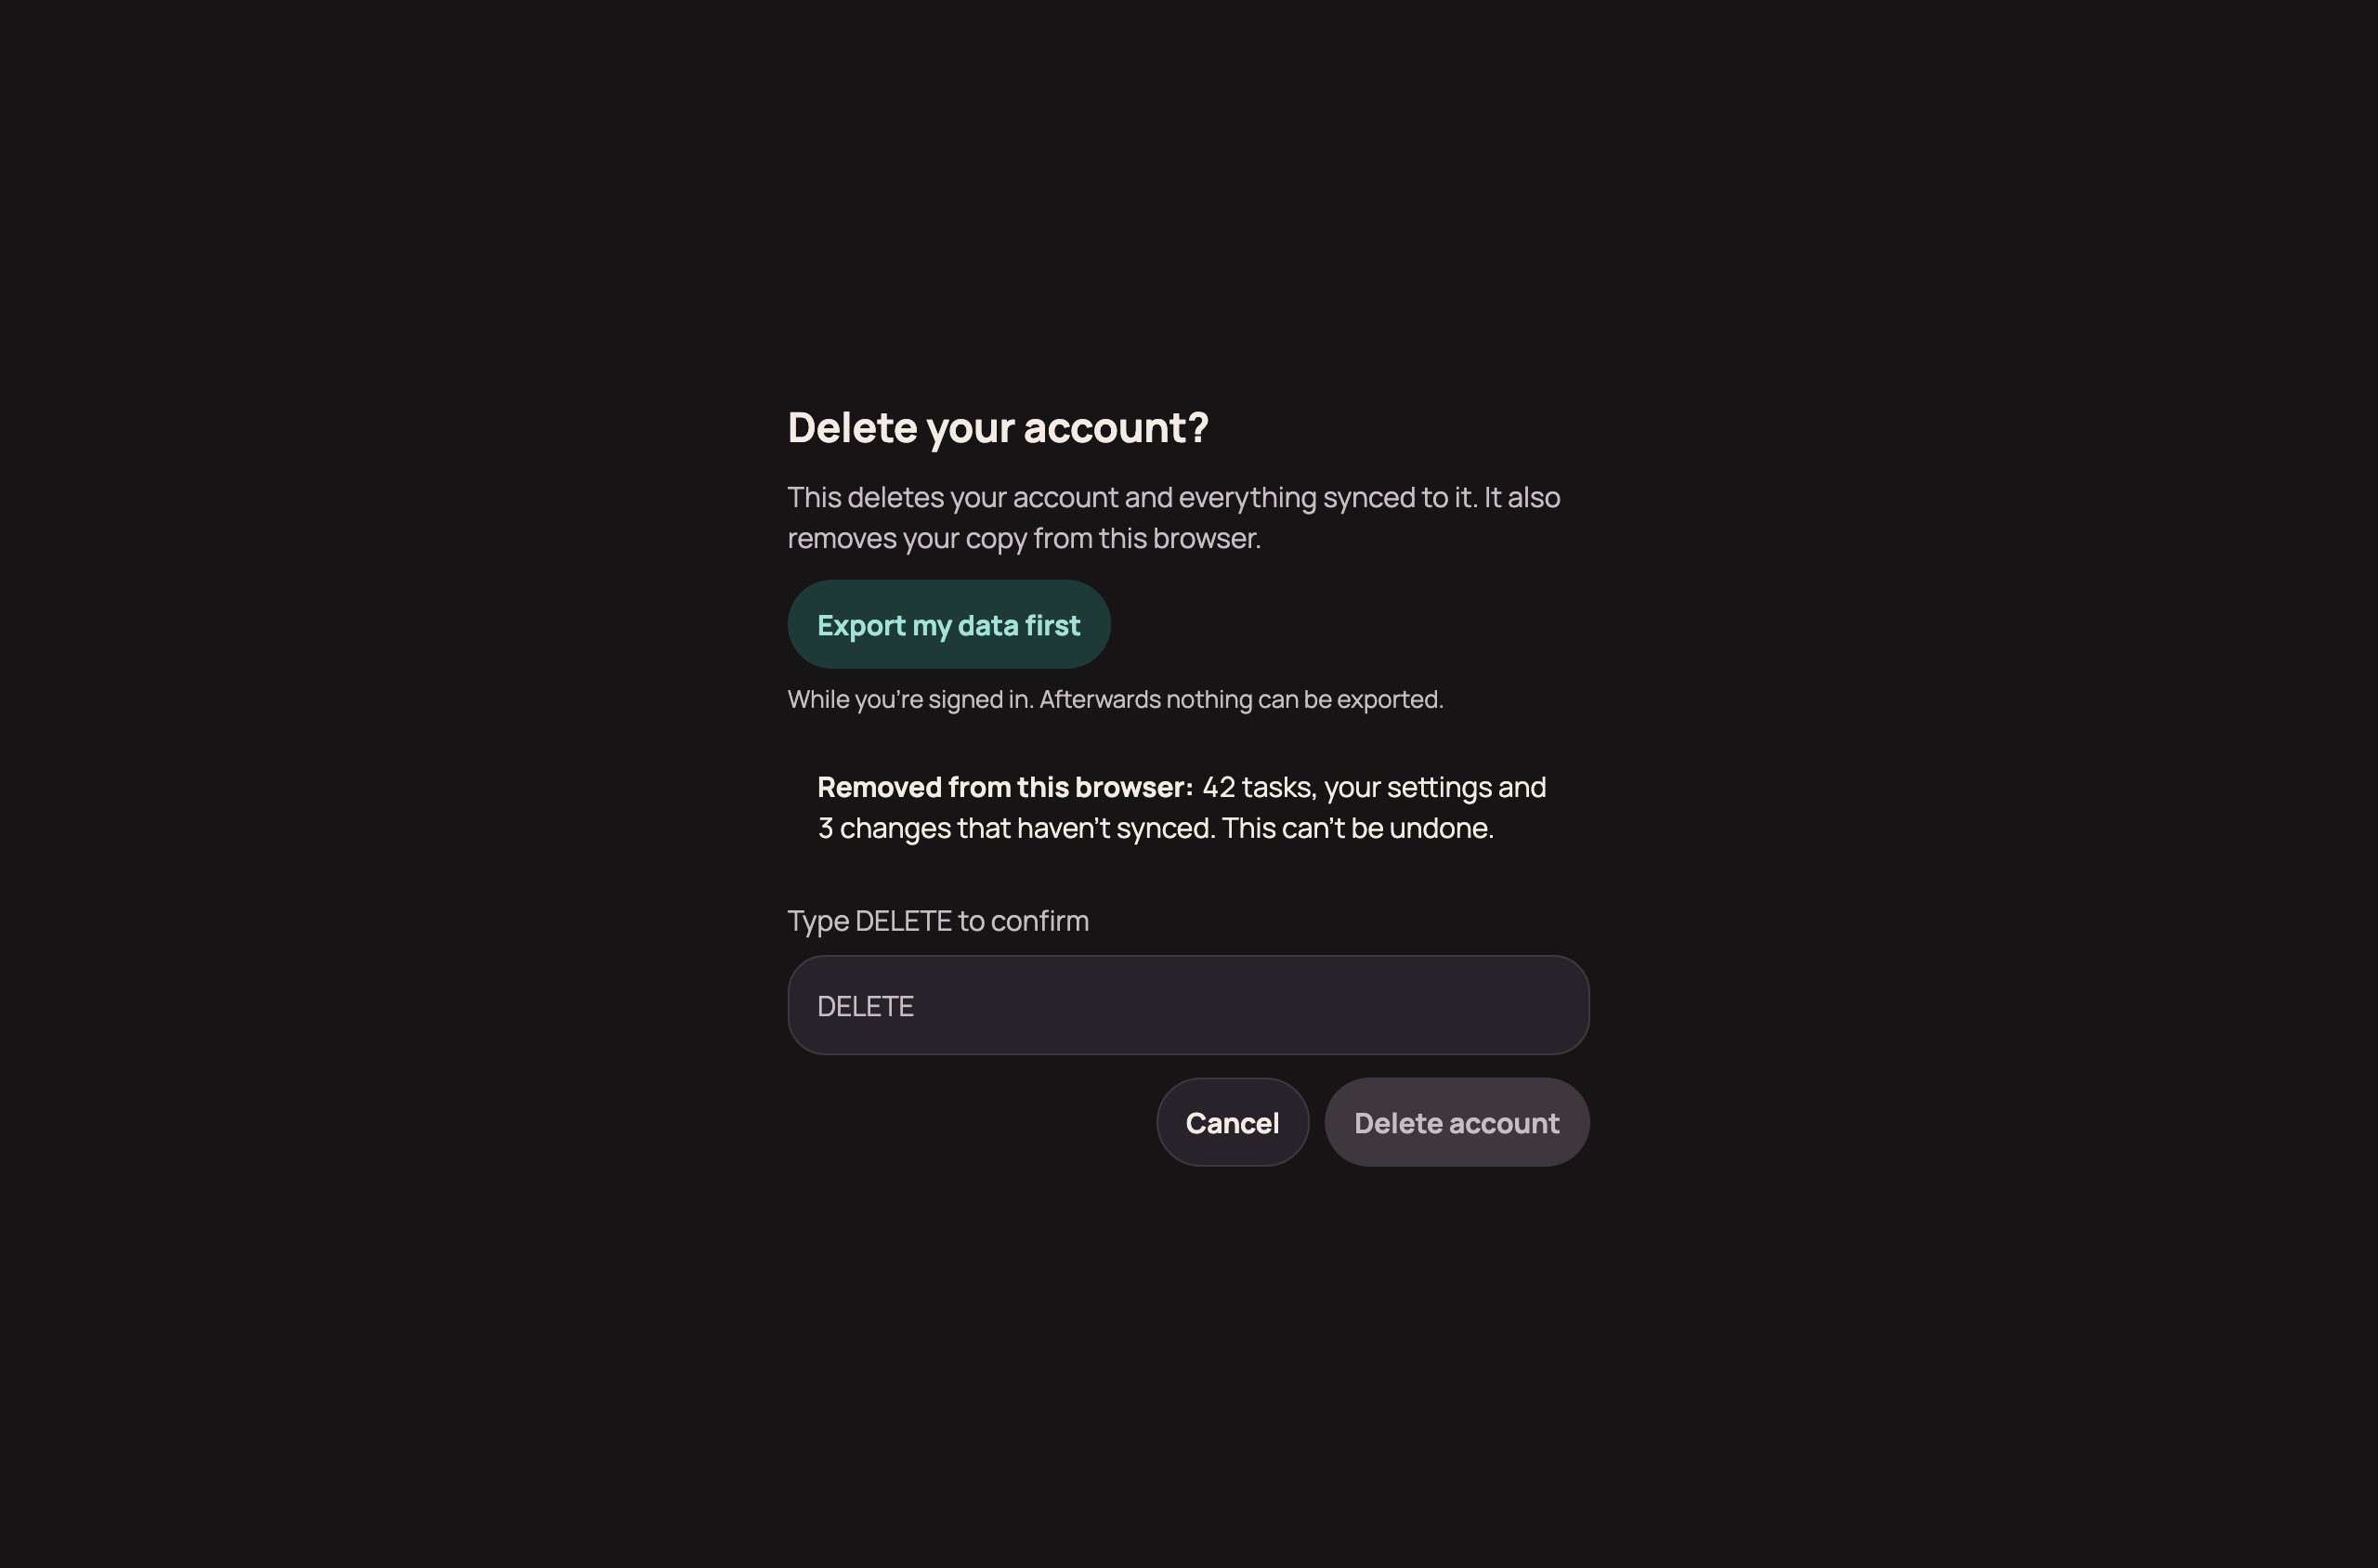 Delete your account?
This deletes your account and everything synced to it. It also
removes your copy from this browser.
Export my data first
While you’re signed in. Afterwards nothing can be exported.
Removed from this browser: 42 tasks, your settings and
3 changes that haven’t synced. This can’t be undone.
Type DELETE to confirm
DELETE
Cancel
Delete account